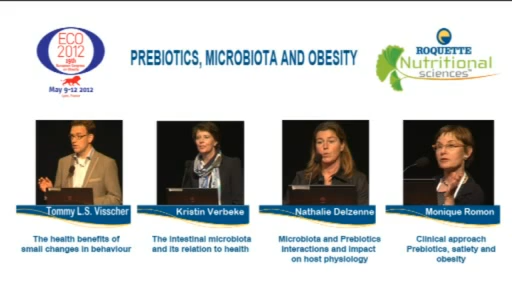 ECO
2012
May 9-12 2012
PREBIOTICS, MICROBIOTA AND OBESITY
ROQUETTE
Nutritional
sciences™
Tommy L.S. Visscher
Kristin Verbeke
Nathalie Delzenne
Monique Romon
The health benefits of
small changes in behaviour
The intestinal microbiota
and its relation to health
Microbiota and Prebiotics
Interactions and impact
on host physiology
Clinical approach
Prebiotics, satiety and
obesity